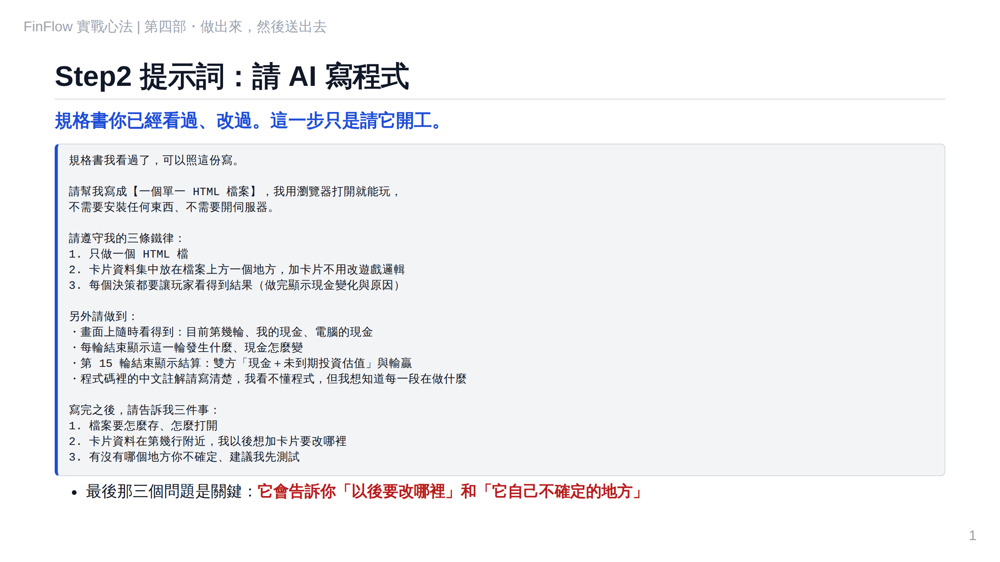 FinFlow 實戰心法 | 第四部・做出來，然後送出去
Step2 提示詞：請 AI 寫程式
規格書你已經看過、改過。這一步只是請它開工。
規格書我看過了，可以照這份寫。
請幫我寫成【一個單一 HTML 檔案】，我用瀏覽器打開就能玩，
不需要安裝任何東西、不需要開伺服器。
請遵守我的三條鐵律：
1. 只做一個 HTML 檔
2. 卡片資料集中放在檔案上方一個地方，加卡片不用改遊戲邏輯
3. 每個決策都要讓玩家看得到結果（做完顯示現金變化與原因）
另外請做到：
・畫面上隨時看得到：目前第幾輪、我的現金、電腦的現金
・每輪結束顯示這一輪發生什麼、現金怎麼變
・第 15 輪結束顯示結算：雙方「現金＋未到期投資估值」與輸贏
・程式碼裡的中文註解請寫清楚，我看不懂程式，但我想知道每一段在做什麼
寫完之後，請告訴我三件事：
1. 檔案要怎麼存、怎麼打開
2. 卡片資料在第幾行附近，我以後想加卡片要改哪裡
3. 有沒有哪個地方你不確定、建議我先測試
• 最後那三個問題是關鍵：它會告訴你「以後要改哪裡」和「它自己不確定的地方」
1